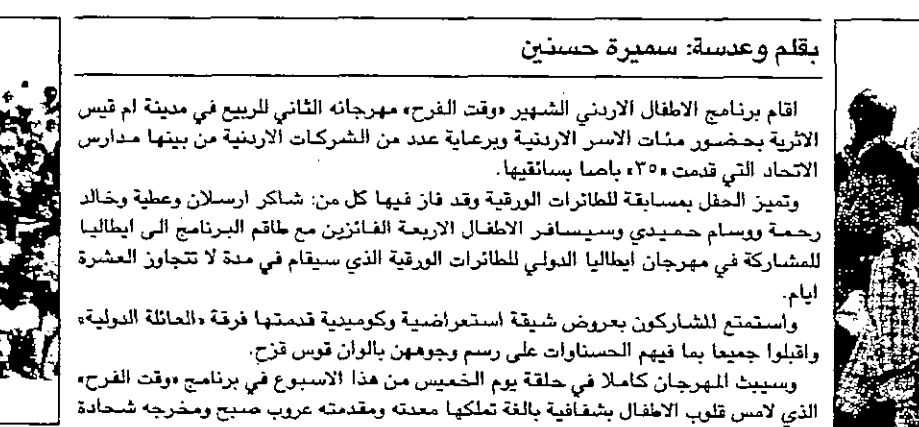 بقلم وعدسة: سميرة حسنين
اقام برنامج الاطفال الاردني الشهير «وقت الفرح» مهرجانه الثاني للربيع في مدينة ام قيس
الاثرية بحضور مئات الاسر الاردنية وبرعاية عدد من الشركات الاردنية من بينها مدارس
الاتحاد التي قدمت «٣٥» باصا بسائقيها.
وتميز الحفل بمسابقة للطائرات الورقية وقد فاز فيها كل من: شاكر ارسلان وعطية وخالد
رحمة ووسام حميدي وسيسافر الاطفال الاربعة الفائزين مع طاقم البرنامج الى ايطاليا
للمشاركة في مهرجان ايطاليا الدولي للطائرات الورقية الذي سيقام في مدة لا تتجاوز العشرة
ايام.
واستمتع المشاركون بعروض شيقة استعراضية وكوميدية قدمتها فرقة «العائلة الدولية»
واقبلوا جميعا بما فيهم الحسناوات على رسم وجوههن بالوان قوس قزح.
وسيبث المهرجان كاملا في حلقة يوم الخميس من هذا الاسبوع في برنامج «وقت الفرح»
الذي لامس قلوب الاطفال بشفافية بالغة تملكها معدته ومقدمته عروب صبح ومخرجه شحادة